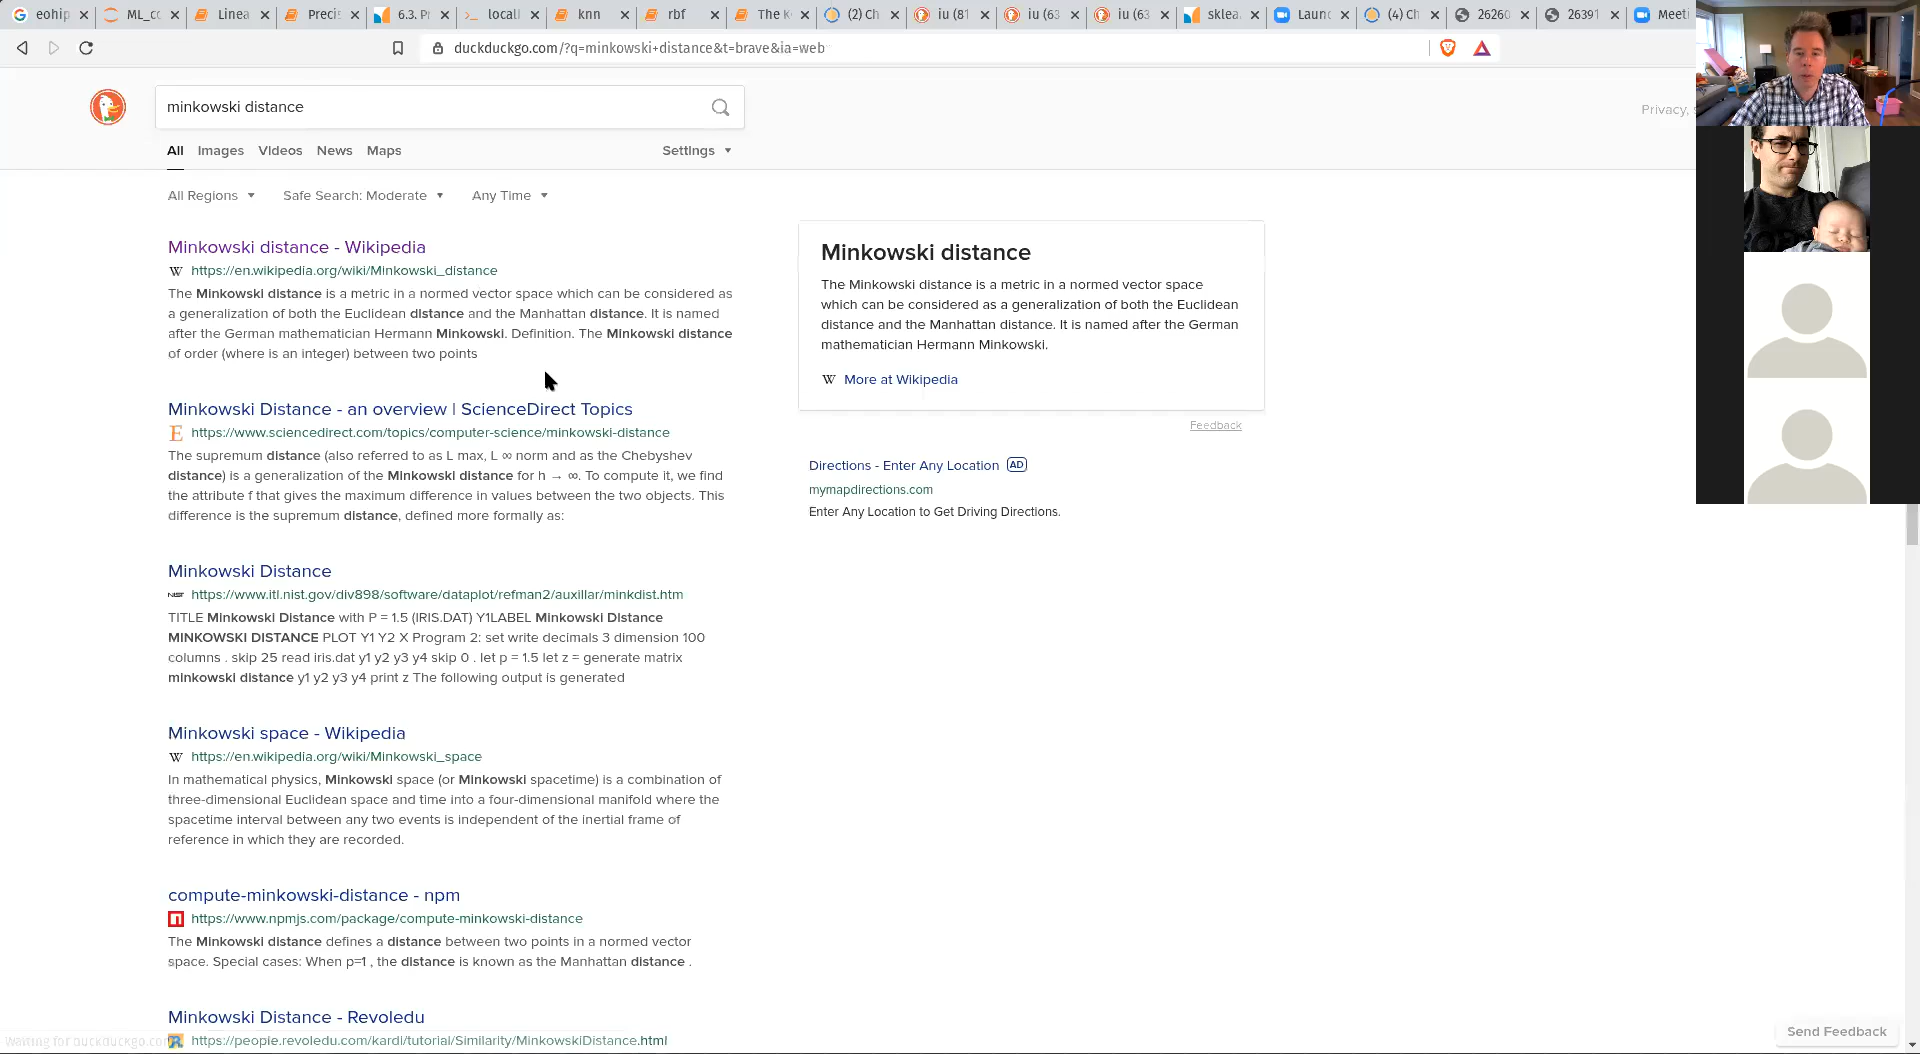 eohip
ML_cc
Linea
Precis
6.3. Pr
locall
knn
rbf
The K
(2) Ch
iu (81
iu (63
iu (63
sklea
Laun
(4) Ch
26260
26391
Meeti
duckduckgo.com/?q=minkowski+distance&t=brave&ia=web
minkowski distance
Privacy,
All Images Videos News Maps Settings
All Regions Safe Search: Moderate Any Time
Minkowski distance - Wikipedia
W https://en.wikipedia.org/wiki/Minkowski_distance
The Minkowski distance is a metric in a normed vector space which can be considered as
a generalization of both the Euclidean distance and the Manhattan distance. It is named
after the German mathematician Hermann Minkowski. Definition. The Minkowski distance
of order (where is an integer) between two points
Minkowski Distance - an overview | ScienceDirect Topics
E https://www.sciencedirect.com/topics/computer-science/minkowski-distance
The supremum distance (also referred to as L max, L ∞ norm and as the Chebyshev
distance) is a generalization of the Minkowski distance for h → ∞. To compute it, we find
the attribute f that gives the maximum difference in values between the two objects. This
difference is the supremum distance, defined more formally as:
Minkowski Distance
https://www.itl.nist.gov/div898/software/dataplot/refman2/auxillar/minkdist.htm
TITLE Minkowski Distance with P = 1.5 (IRIS.DAT) Y1LABEL Minkowski Distance
MINKOWSKI DISTANCE PLOT Y1 Y2 X Program 2: set write decimals 3 dimension 100
columns . skip 25 read iris.dat y1 y2 y3 y4 skip 0 . let p = 1.5 let z = generate matrix
minkowski distance y1 y2 y3 y4 print z The following output is generated
Minkowski space - Wikipedia
W https://en.wikipedia.org/wiki/Minkowski_space
In mathematical physics, Minkowski space (or Minkowski spacetime) is a combination of
three-dimensional Euclidean space and time into a four-dimensional manifold where the
spacetime interval between any two events is independent of the inertial frame of
reference in which they are recorded.
compute-minkowski-distance - npm
https://www.npmjs.com/package/compute-minkowski-distance
The Minkowski distance defines a distance between two points in a normed vector
space. Special cases: When p=1 , the distance is known as the Manhattan distance .
Minkowski Distance - Revoledu
https://people.revoledu.com/kardi/tutorial/Similarity/MinkowskiDistance.html
Waiting for duckduckgo.co
Minkowski distance
The Minkowski distance is a metric in a normed vector space
which can be considered as a generalization of both the Euclidean
distance and the Manhattan distance. It is named after the German
mathematician Hermann Minkowski.
W More at Wikipedia
Feedback
Directions - Enter Any Location AD
mymapdirections.com
Enter Any Location to Get Driving Directions.
Send Feedback